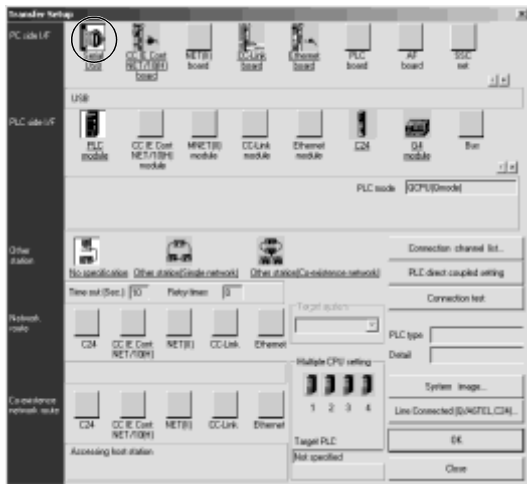 Transfer Setup
PC side I/F
Serial
USB
CC IE Cont
NET/10(H)
board
NET(II)
board
CC-Link
board
Ethernet
board
PLC
board
AF
board
SSC
net
USB
PLC side I/F
PLC
module
CC IE Cont
NET/10(H)
module
MNET(II)
module
CC-Link
module
Ethernet
module
C24
G4
module
Bus
PLC mode QCPU(Qmode)
Other
station
No specification
Other station(Single network)
Other station(Co-existence network)
Time out (Sec.) 10 Retry times 0
Connection channel list...
PLC direct coupled setting
Connection test
Network
route
C24
CC IE Cont
NET/10(H)
NET(II)
CC-Link
Ethernet
Target system
PLC type
Detail
Multiple CPU setting
1 2 3 4
Target PLC
Not specified
System image...
Line Connected (Q/A6TEL,C24)...
OK
Close
Co-existence
network route
C24
CC IE Cont
NET/10(H)
NET(II)
CC-Link
Ethernet
Accessing host station